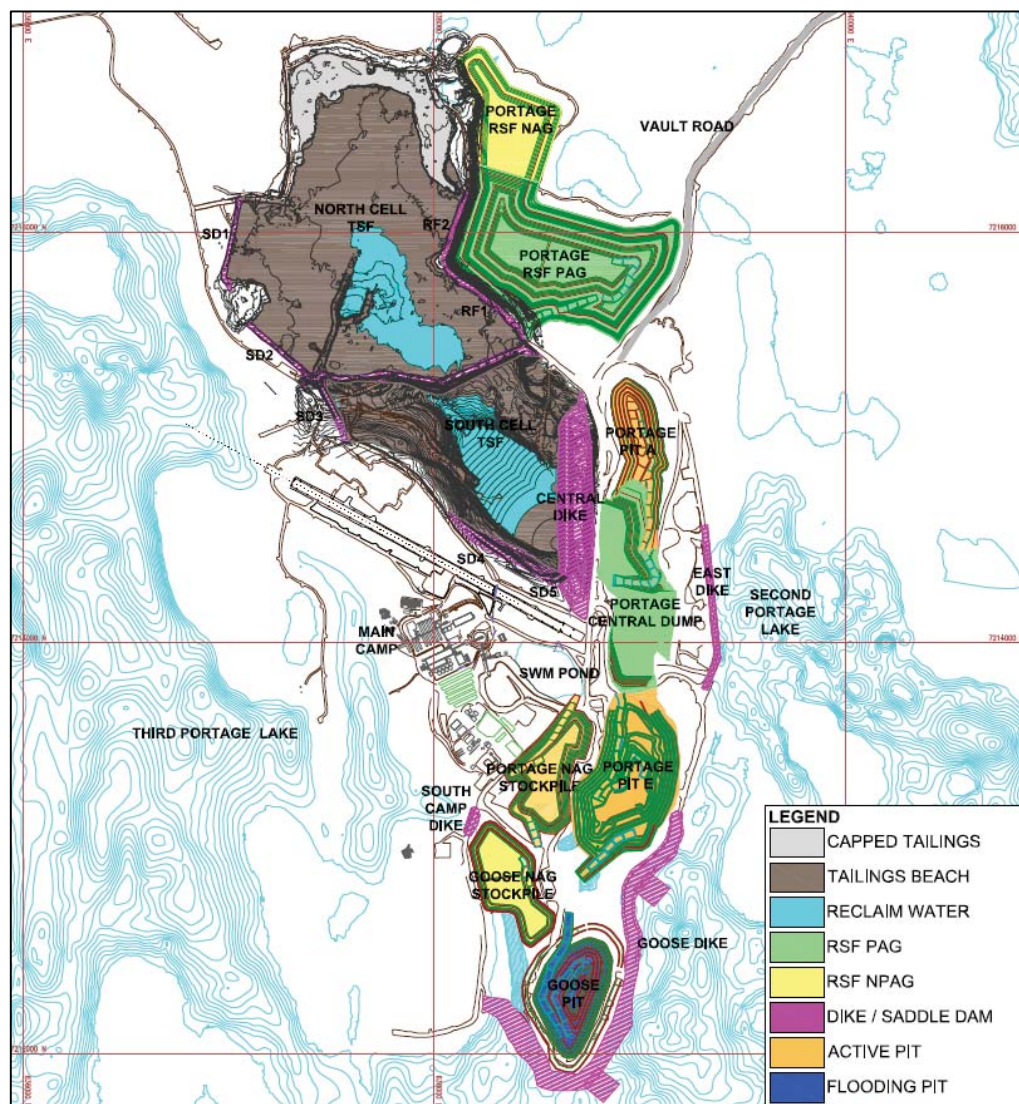 PORTAGE
RSF NAG
VAULT ROAD
NORTH CELL
TSF
RF2
SD1
7216000
PORTAGE
RSF PAG
RF1
SD2
SD3
SOUTH CELL
TSF
PORTAGE
PIT A
CENTRAL
DIKE
SD4
SD5
EAST
DIKE
SECOND
PORTAGE
LAKE
PORTAGE
CENTRAL DUMP
MAIN
CAMP
7214000 N
7214000
SWM POND
THIRD PORTAGE LAKE
PORTAGE NAG
STOCKPILE
PORTAGE
PIT E
SOUTH
CAMP
DIKE
GOOSE NAG
STOCKPILE
GOOSE DIKE
GOOSE
PIT
LEGEND
CAPPED TAILINGS
TAILINGS BEACH
RECLAIM WATER
RSF PAG
RSF NPAG
DIKE / SADDLE DAM
ACTIVE PIT
FLOODING PIT